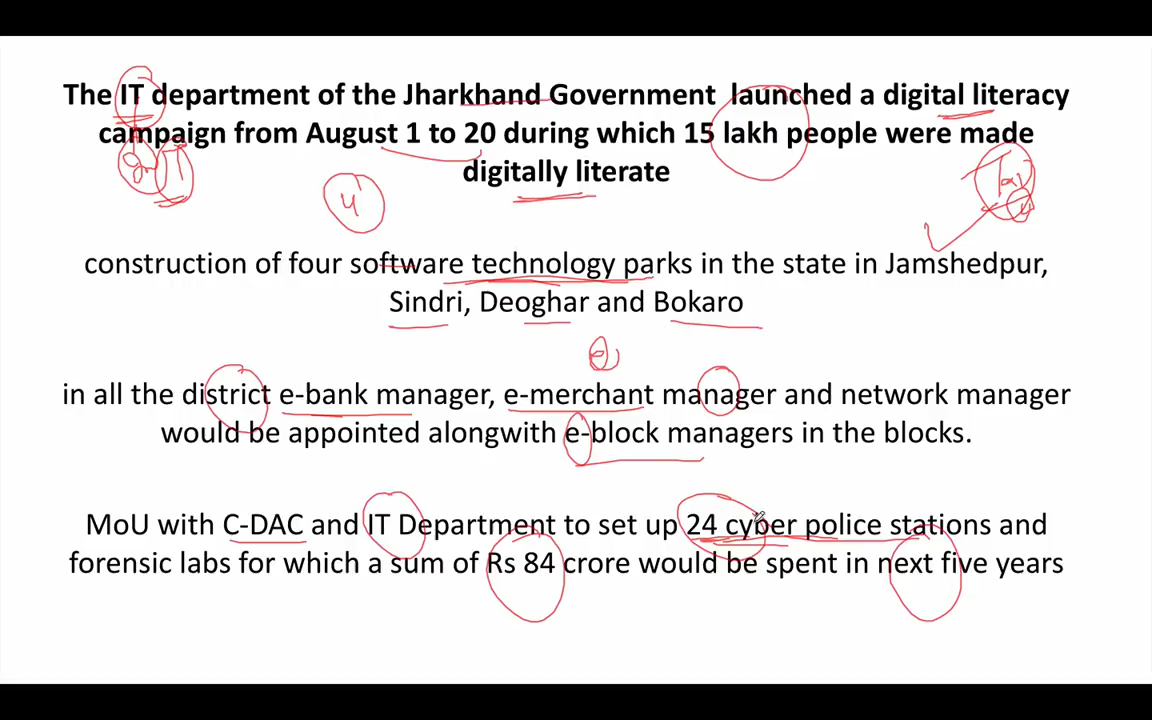 The IT department of the Jharkhand Government launched a digital literacy
campaign from August 1 to 20 during which 15 lakh people were made
digitally literate
4
construction of four software technology parks in the state in Jamshedpur,
Sindri, Deoghar and Bokaro
e
in all the district e-bank manager, e-merchant manager and network manager
would be appointed alongwith e-block managers in the blocks.
MoU with C-DAC and IT Department to set up 24 cyber police stations and
forensic labs for which a sum of Rs 84 crore would be spent in next five years